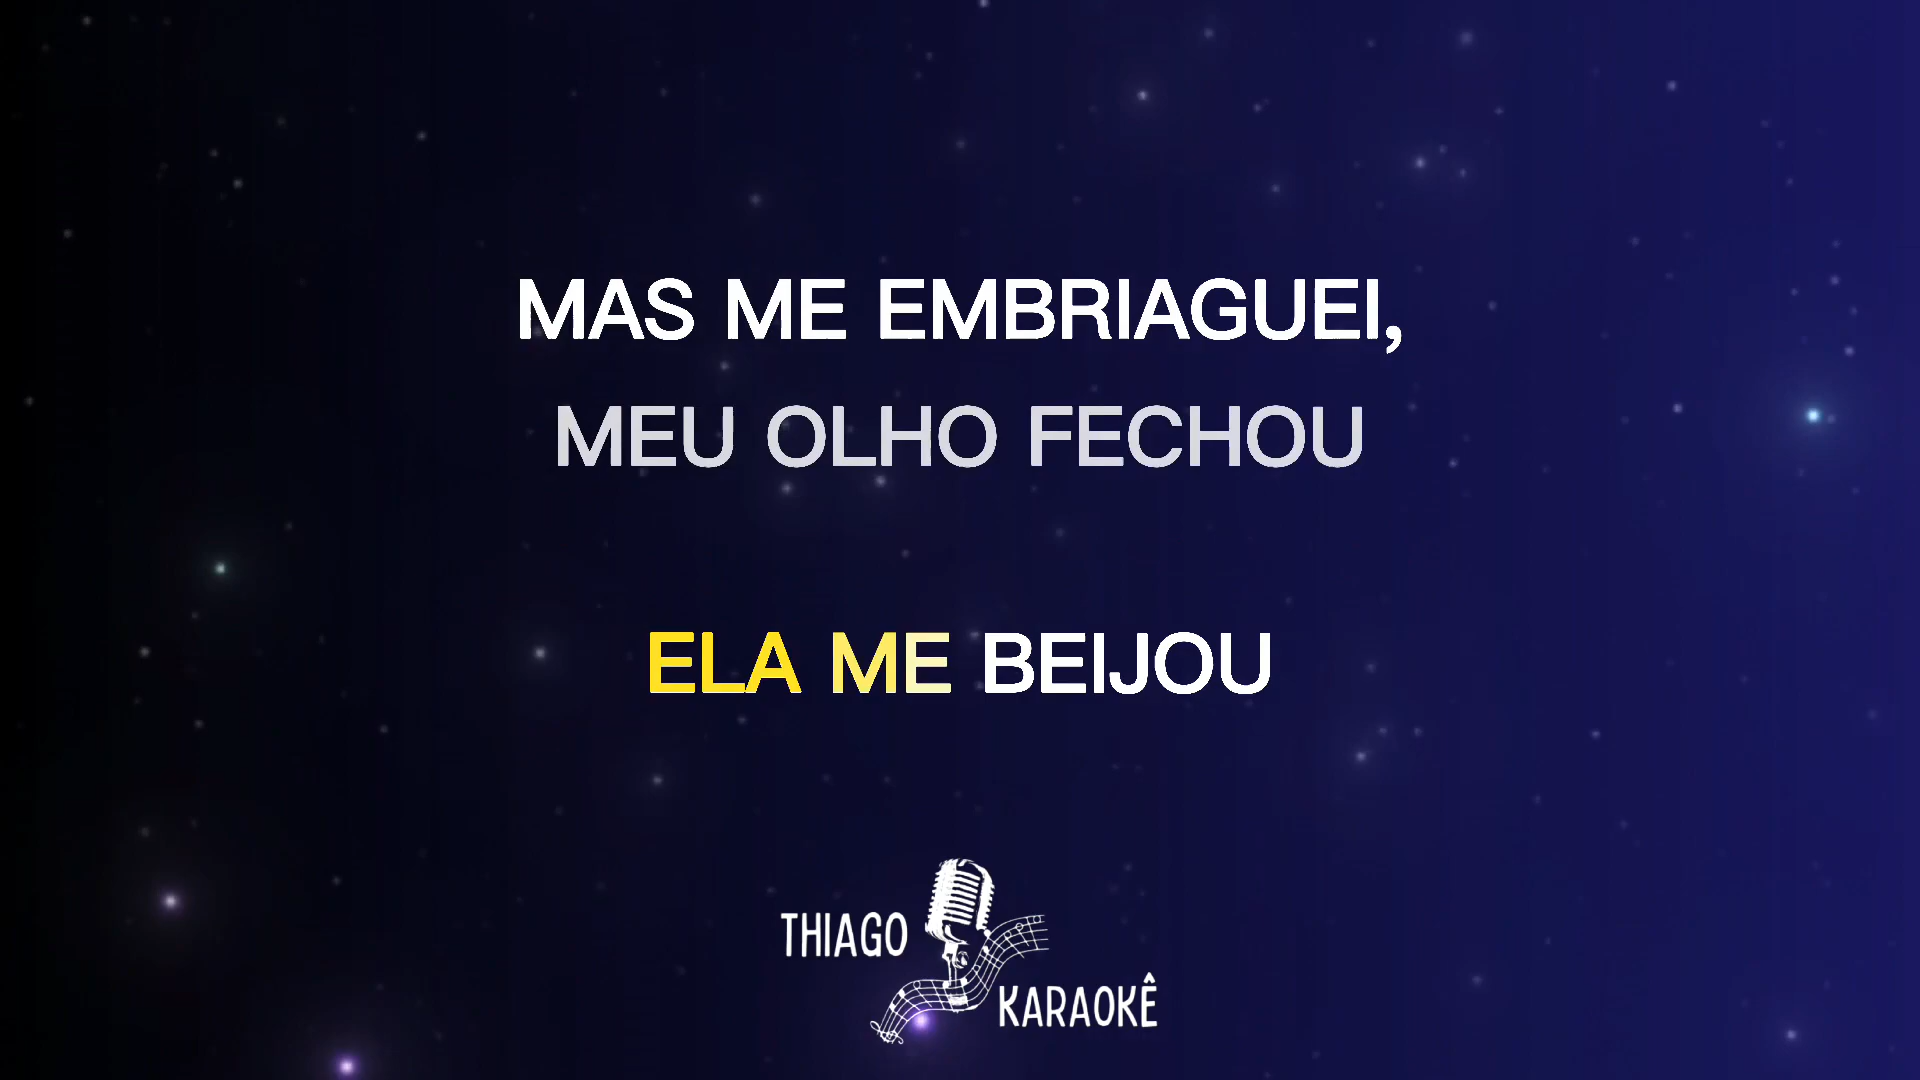 MAS ME EMBRIAGUEI,
MEU OLHO FECHOU
ELA ME BEIJOU
THIAGO
KARAOKÊ